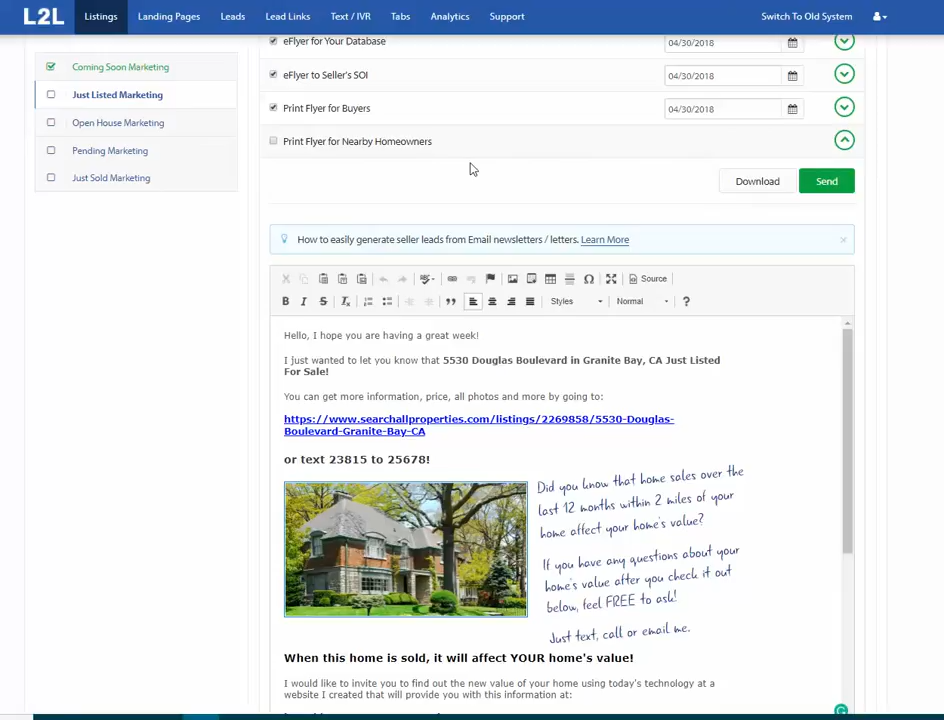 L2L Listings Landing Pages Leads Lead Links Text / IVR Tabs Analytics Support Switch To Old System
eFlyer for Your Database 04/30/2018
Coming Soon Marketing
eFlyer to Seller's SOI 04/30/2018
Just Listed Marketing
Print Flyer for Buyers 04/30/2018
Open House Marketing
Print Flyer for Nearby Homeowners
Pending Marketing
Just Sold Marketing
Download Send
How to easily generate seller leads from Email newsletters / letters. Learn More ×
Source
B I S Ix Ω Styles Normal ?
Hello, I hope you are having a great week!
I just wanted to let you know that 5530 Douglas Boulevard in Granite Bay, CA Just Listed
For Sale!
You can get more information, price, all photos and more by going to:
https://www.searchallproperties.com/listings/2269858/5530-Douglas-
Boulevard-Granite-Bay-CA
or text 23815 to 25678!
Did you know that home sales over the
last 12 months within 2 miles of your
home affect your home's value?
If you have any questions about your
home's value after you check it out
below, feel FREE to ask!
Just text, call or email me.
When this home is sold, it will affect YOUR home's value!
I would like to invite you to find out the new value of your home using today's technology at a
website I created that will provide you with this information at: